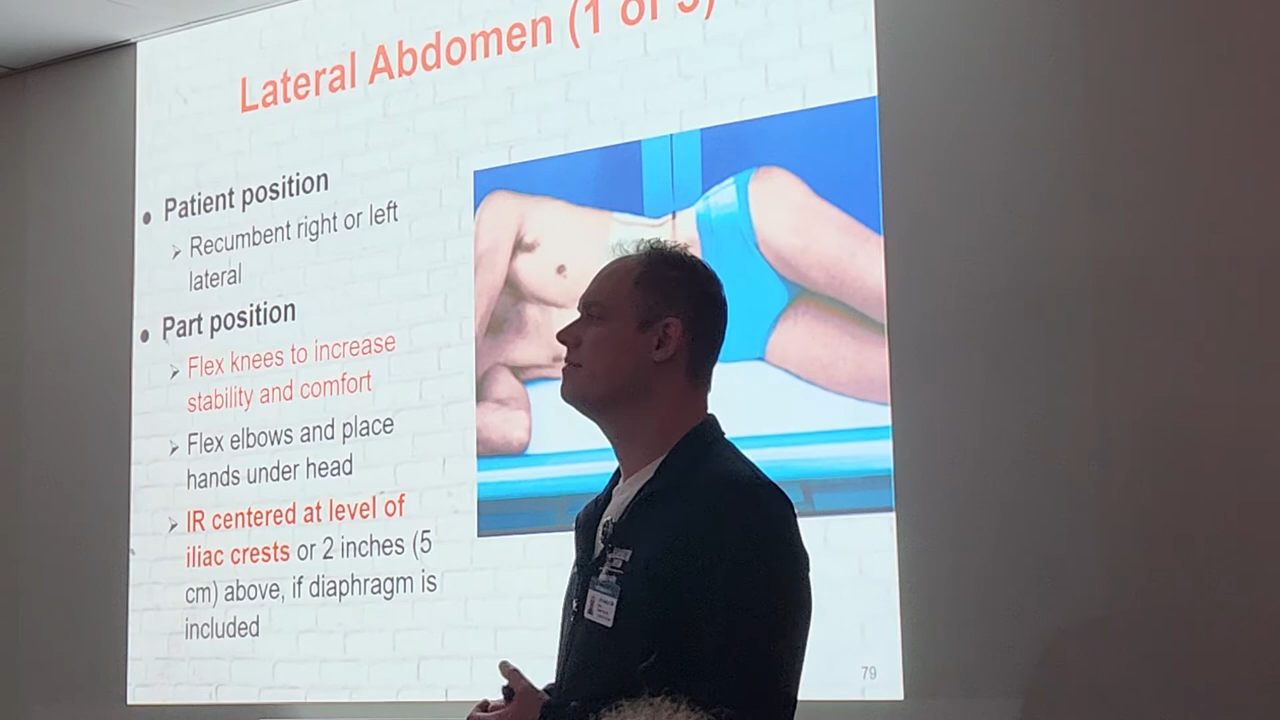 Lateral Abdomen (1 of 3)
• Patient position
➢ Recumbent right or left
lateral
• Part position
➢ Flex knees to increase
stability and comfort
➢ Flex elbows and place
hands under head
➢ IR centered at level of
iliac crests or 2 inches (5
cm) above, if diaphragm is
included
79